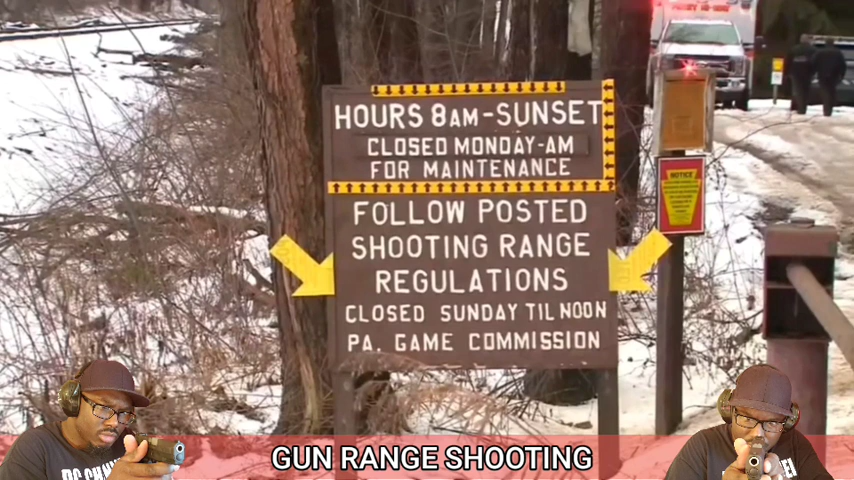 HOURS 8AM-SUNSET
CLOSED MONDAY-AM
FOR MAINTENANCE
FOLLOW POSTED
SHOOTING RANGE
REGULATIONS
CLOSED SUNDAY TIL NOON
PA. GAME COMMISSION
NOTICE
GUN RANGE SHOOTING